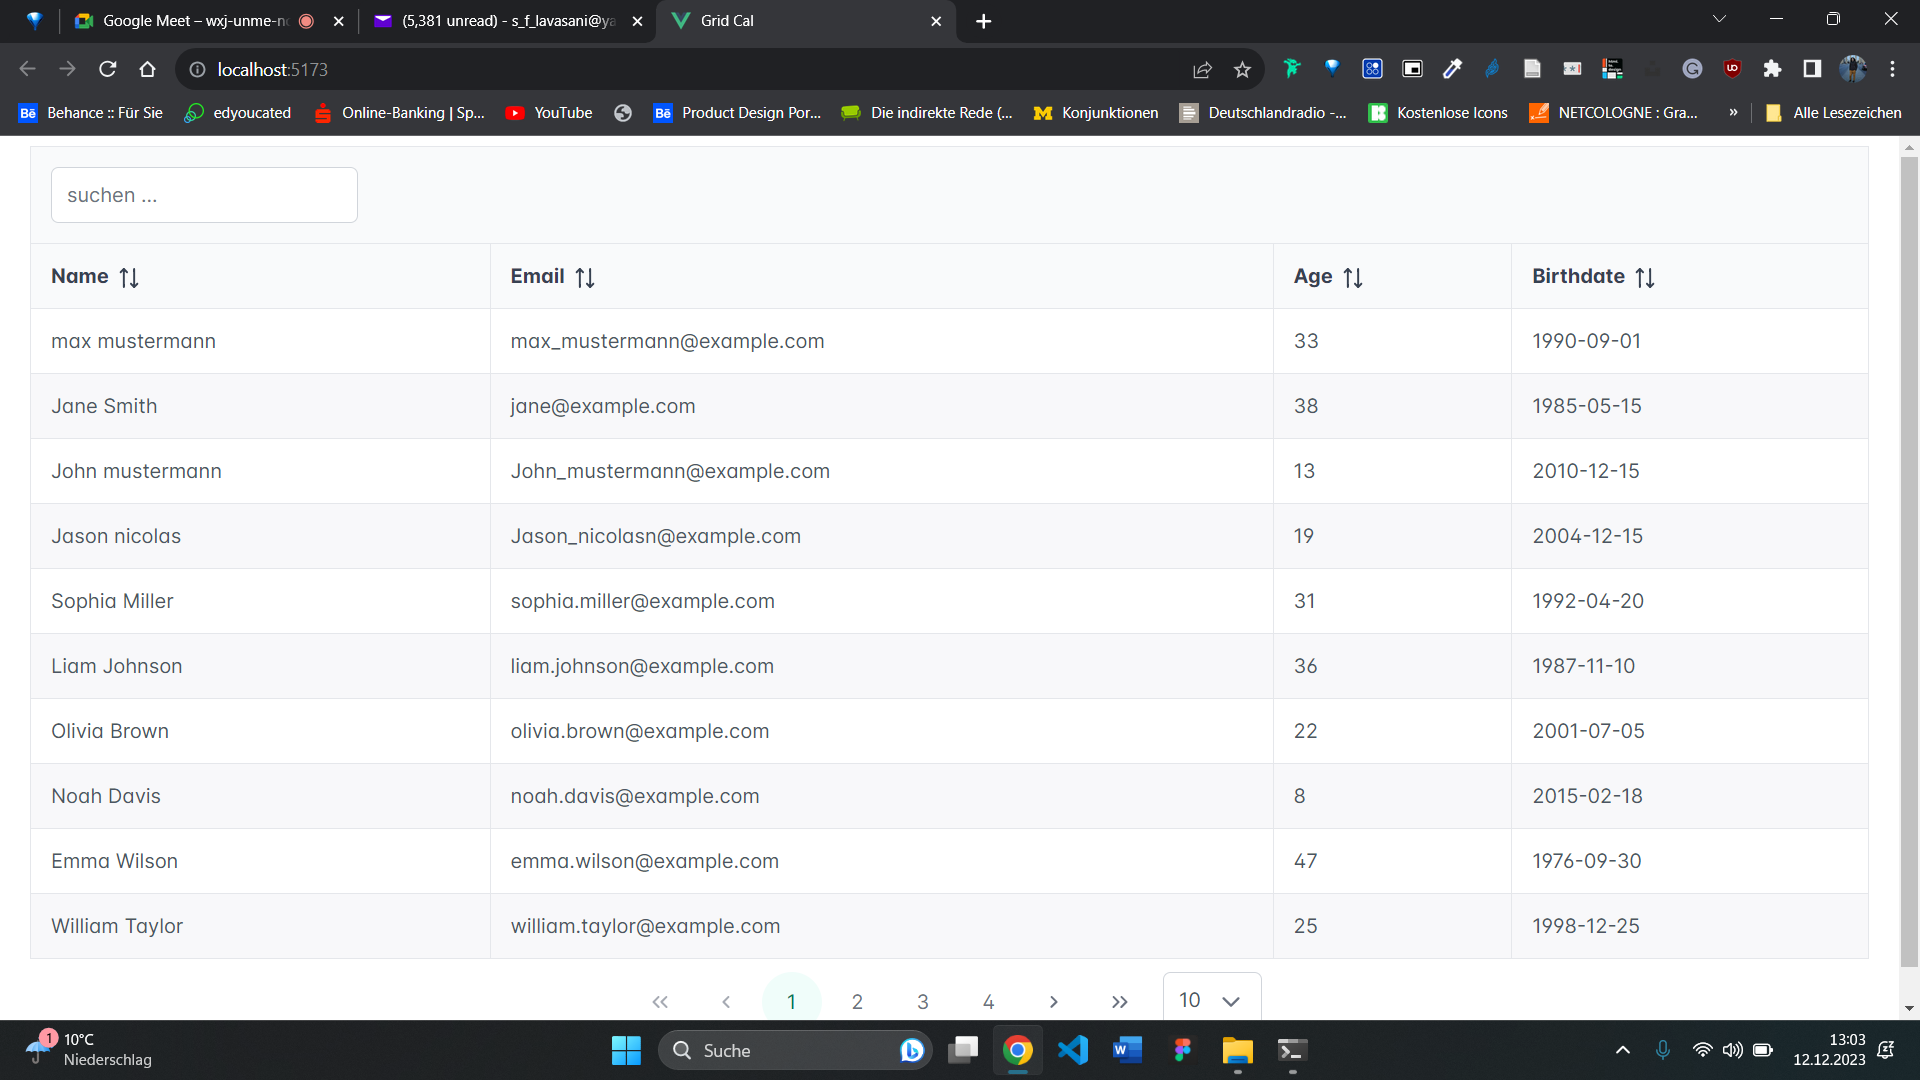 Google Meet – wxj-unme-n
(5,381 unread) - s_f_lavasani@ya
Grid Cal
localhost:5173
Behance :: Für Sie
edyoucated
Online-Banking | Sp...
YouTube
Product Design Por...
Die indirekte Rede (...
Konjunktionen
Deutschlandradio -...
Kostenlose Icons
NETCOLOGNE : Gra...
»
Alle Lesezeichen
suchen ...
Name Email Age Birthdate
max mustermann max_mustermann@example.com 33 1990-09-01
Jane Smith jane@example.com 38 1985-05-15
John mustermann John_mustermann@example.com 13 2010-12-15
Jason nicolas Jason_nicolasn@example.com 19 2004-12-15
Sophia Miller sophia.miller@example.com 31 1992-04-20
Liam Johnson liam.johnson@example.com 36 1987-11-10
Olivia Brown olivia.brown@example.com 22 2001-07-05
Noah Davis noah.davis@example.com 8 2015-02-18
Emma Wilson emma.wilson@example.com 47 1976-09-30
William Taylor william.taylor@example.com 25 1998-12-25
« ‹ 1 2 3 4 › » 10
1
10°C
Niederschlag
Suche
13:03
12.12.2023